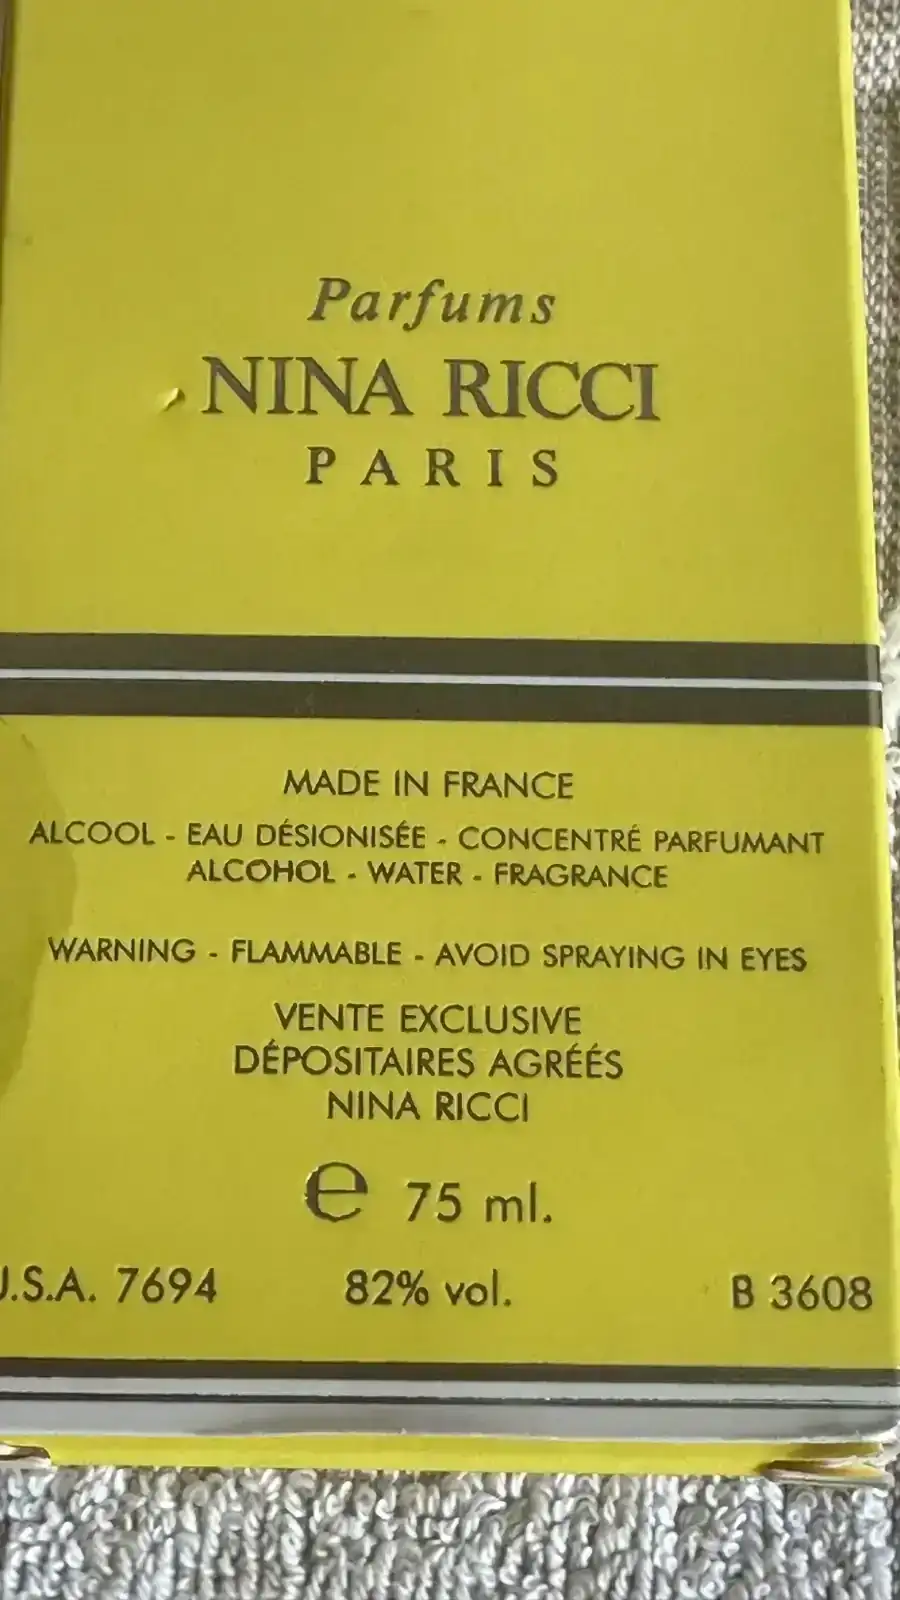 Parfums
NINA RICCI
PARIS
MADE IN FRANCE
ALCOOL - EAU DÉSIONISÉE - CONCENTRÉ PARFUMANT
ALCOHOL - WATER - FRAGRANCE
WARNING - FLAMMABLE - AVOID SPRAYING IN EYES
VENTE EXCLUSIVE
DÉPOSITAIRES AGRÉÉS
NINA RICCI
℮ 75 ml.
U.S.A. 7694 82% vol. B 3608